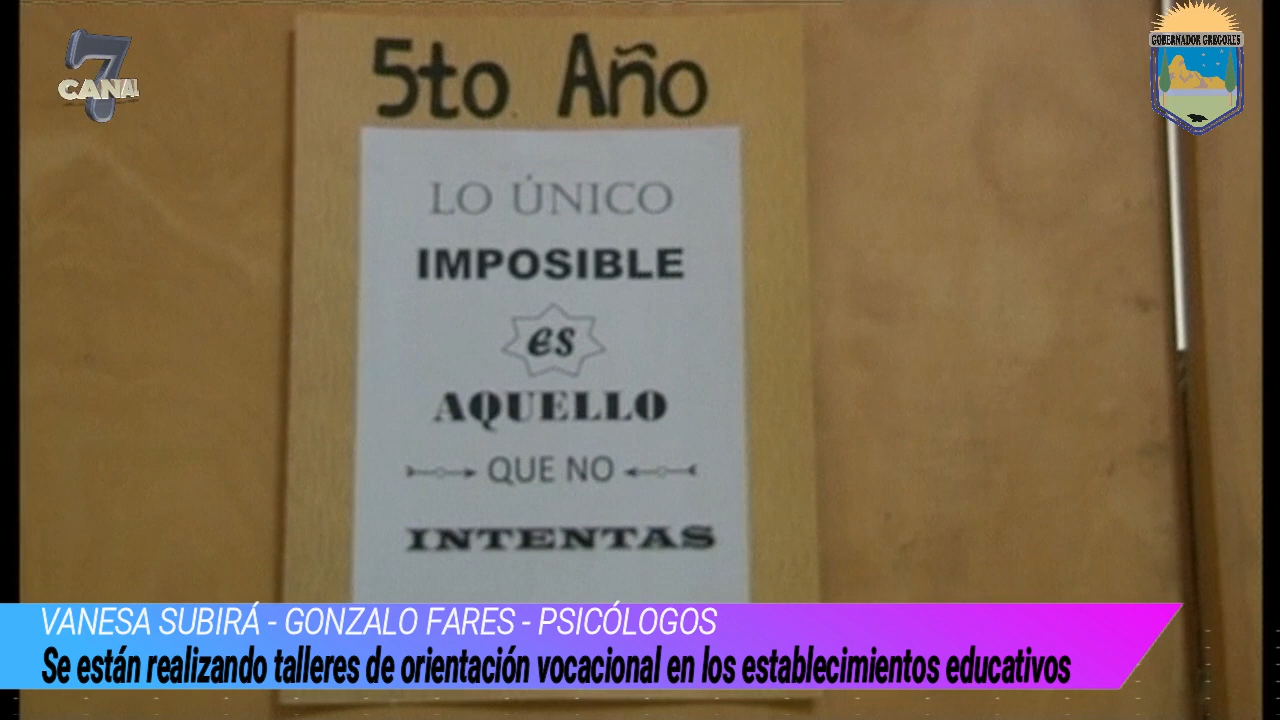 7
CANAL
GOBERNADOR GREGORES
5to Año
LO ÚNICO
IMPOSIBLE
es
AQUELLO
QUE NO
INTENTAS
VANESA SUBIRÁ - GONZALO FARES - PSICÓLOGOS
Se están realizando talleres de orientación vocacional en los establecimientos educativos